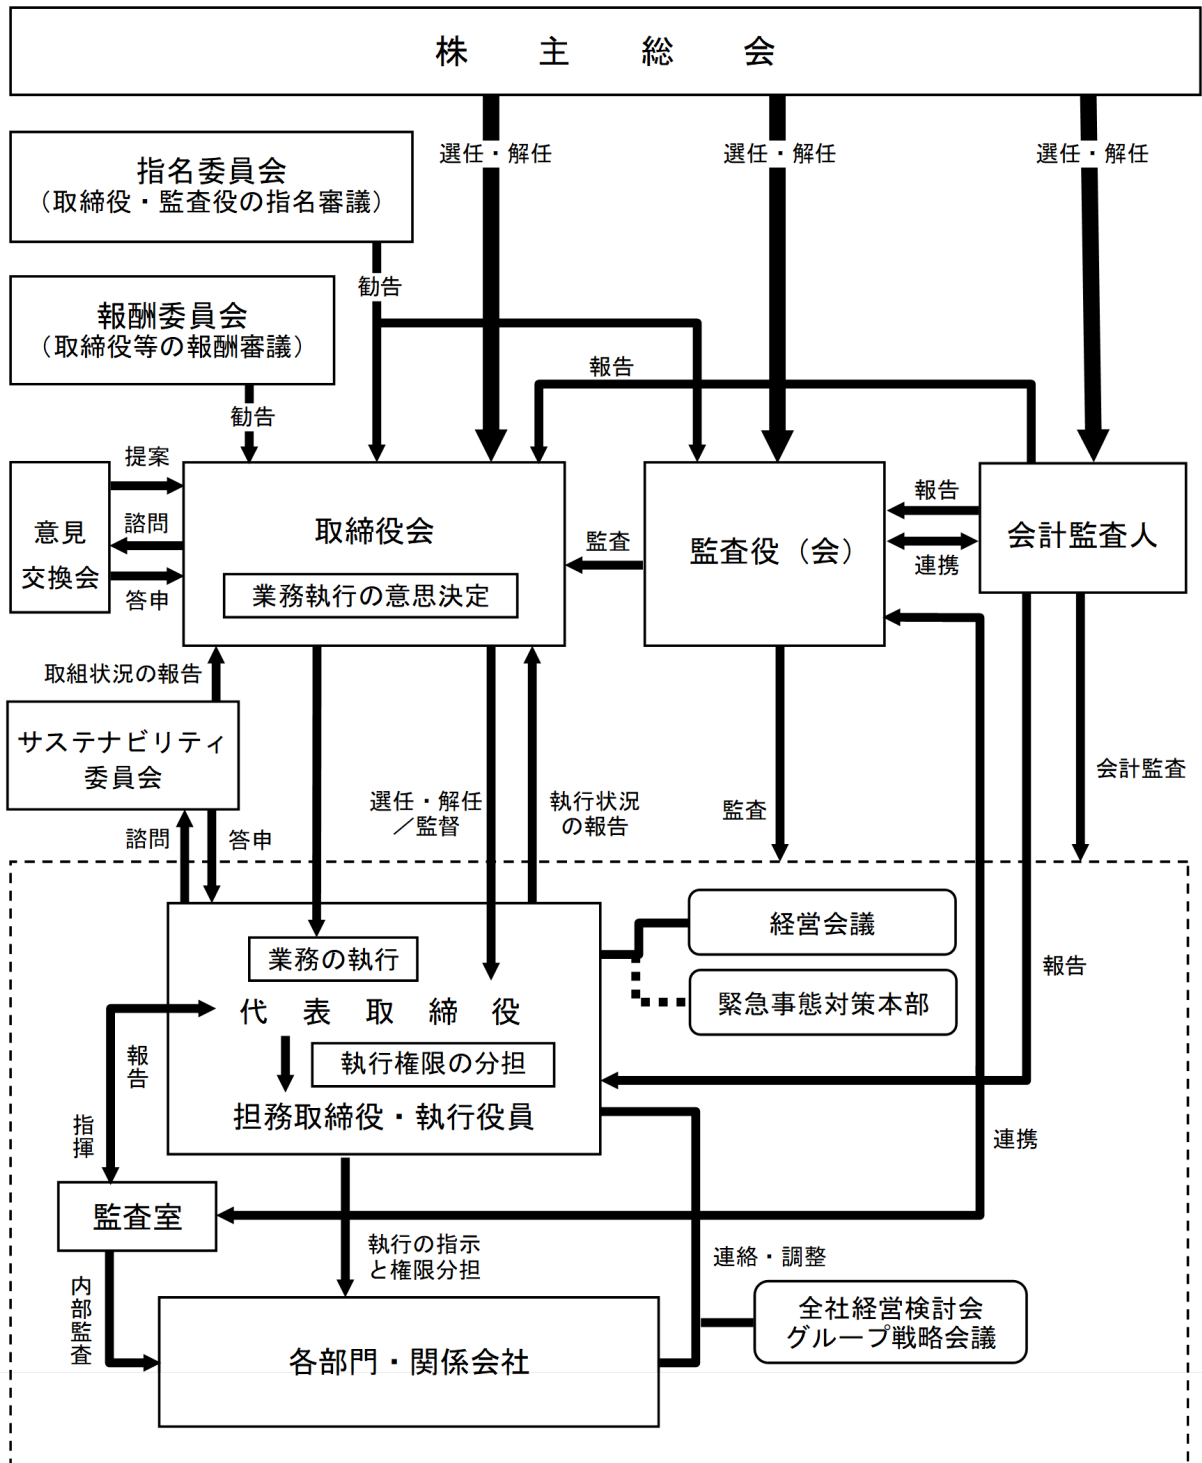 株主総会
選任・解任
選任・解任
選任・解任
指名委員会
（取締役・監査役の指名審議）
勧告
報酬委員会
（取締役等の報酬審議）
勧告
報告
提案
諮問
答申
意見
交換会
取締役会
業務執行の意思決定
監査
監査役（会）
報告
連携
会計監査人
取組状況の報告
サステナビリティ
委員会
諮問
答申
選任・解任
／監督
執行状況
の報告
監査
会計監査
業務の執行
代表取締役
執行権限の分担
担務取締役・執行役員
経営会議
緊急事態対策本部
報告
報告
指揮
連携
監査室
執行の指示
と権限分担
連絡・調整
内部監査
各部門・関係会社
全社経営検討会
グループ戦略会議